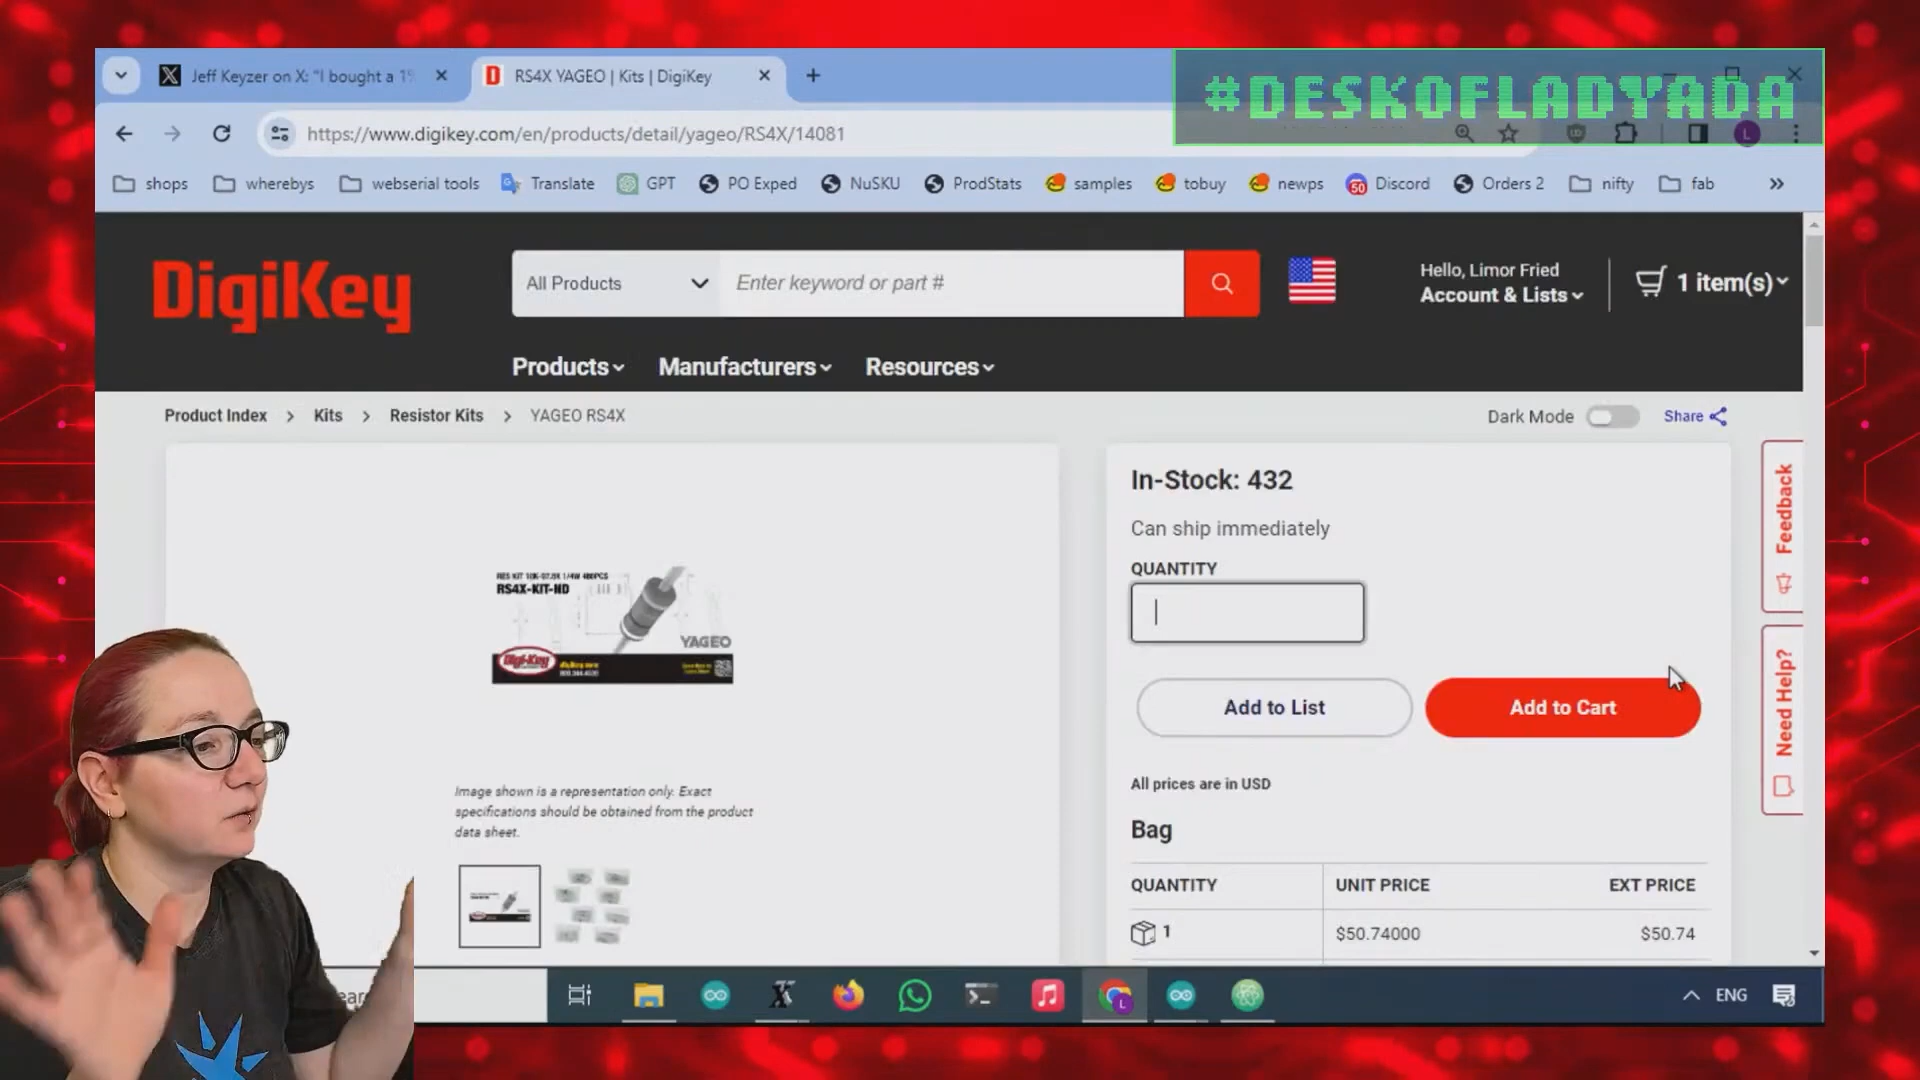 #DESKOFLADYADA
Jeff Keyzer on X: "I bought a 1%
RS4X YAGEO | Kits | DigiKey
https://www.digikey.com/en/products/detail/yageo/RS4X/14081
L
shops
wherebys
webserial tools
Translate
GPT
PO Exped
NuSKU
ProdStats
samples
tobuy
newps
50
Discord
Orders 2
nifty
fab
DigiKey
All Products
Enter keyword or part #
Hello, Limor Fried
Account & Lists
1 item(s)
Products
Manufacturers
Resources
Product Index > Kits > Resistor Kits > YAGEO RS4X
Dark Mode
Share
In-Stock: 432
Can ship immediately
QUANTITY
RS4X-KIT-ND
YAGEO
Digi-Key
Add to List
Add to Cart
Feedback
Need Help?
Image shown is a representation only. Exact
specifications should be obtained from the product
data sheet.
All prices are in USD
Bag
QUANTITY
UNIT PRICE
EXT PRICE
1
$50.74000
$50.74
ENG